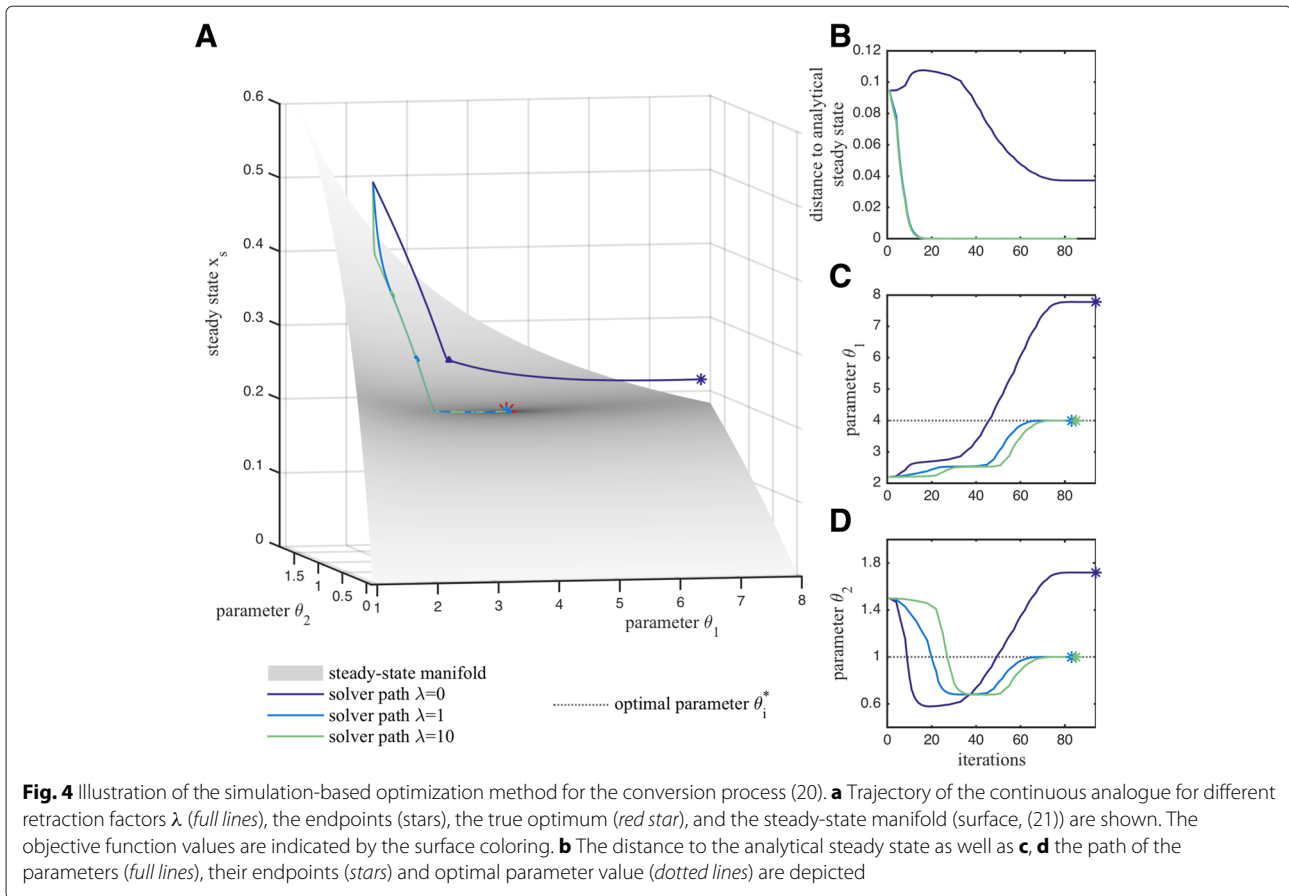 A
0.6
0.5
0.4
0.3
0.2
0.1
0
steady state x_s
1.5
1
0.5
0
parameter θ_2
1
2
3
4
5
6
7
8
parameter θ_1
steady-state manifold
solver path λ=0
solver path λ=1
solver path λ=10
optimal parameter θ_i^*
B
0.12
0.1
0.08
0.06
0.04
0.02
0
distance to analytical
steady state
0 20 40 60 80
C
8
7
6
5
4
3
2
parameter θ_1
0 20 40 60 80
D
1.8
1.4
1
0.6
parameter θ_2
0 20 40 60 80
iterations
Fig. 4 Illustration of the simulation-based optimization method for the conversion process (20). a Trajectory of the continuous analogue for different
retraction factors λ (full lines), the endpoints (stars), the true optimum (red star), and the steady-state manifold (surface, (21)) are shown. The
objective function values are indicated by the surface coloring. b The distance to the analytical steady state as well as c, d the path of the
parameters (full lines), their endpoints (stars) and optimal parameter value (dotted lines) are depicted